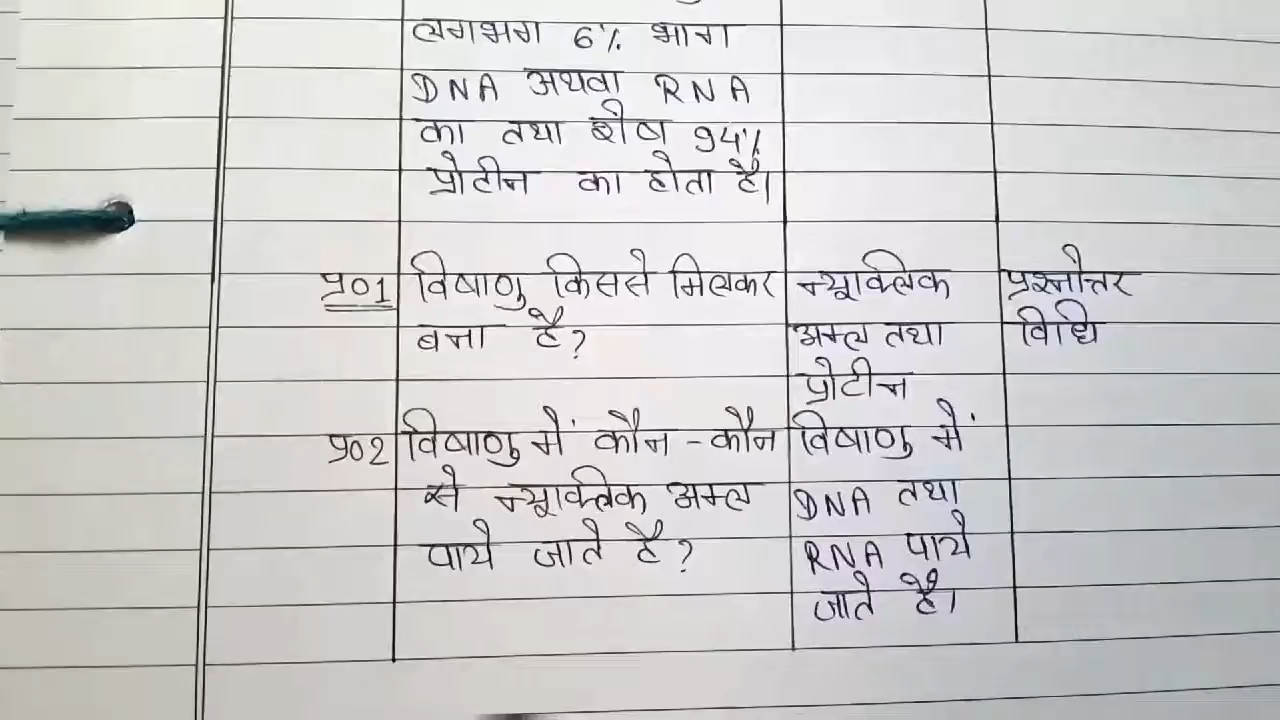 लगभग 6% भाग
DNA अथवा RNA
का तथा शेष 94%
प्रोटीन का होता है।
प्र01 विषाणु किससे मिलकर न्यूक्लिक प्रश्नोत्तर
बना है? अम्ल तथा विधि
प्रोटीन
प्र02 विषाणु में कौन-कौन विषाणु में
से न्यूक्लिक अम्ल DNA तथा
पाये जाते है? RNA पाये
जाते है।